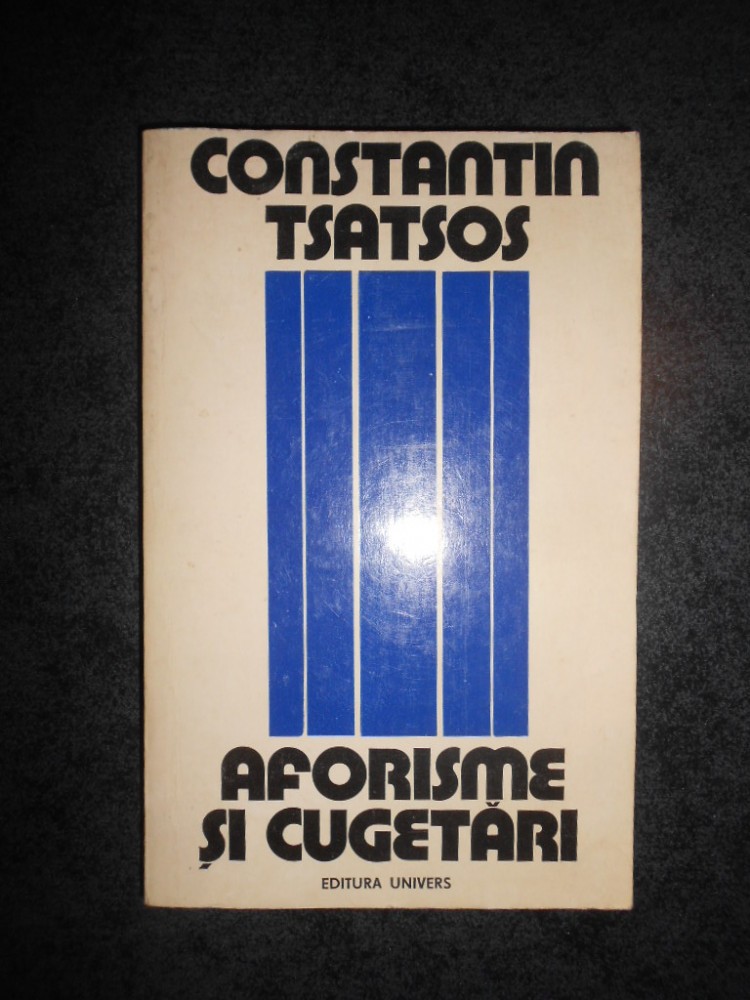 CONSTANTIN
TSATSOS
AFORISME
ȘI CUGETĂRI
EDITURA UNIVERS